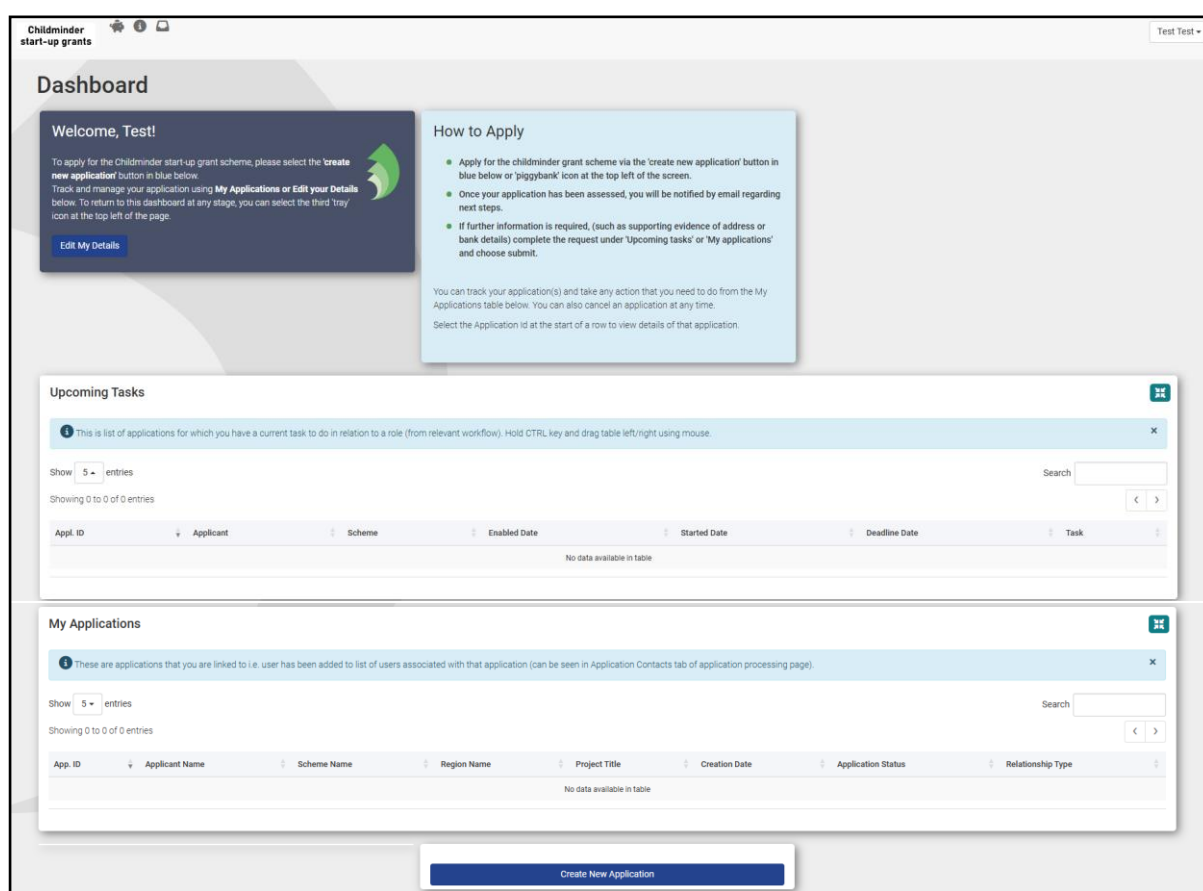 Childminder
start-up grants
Test Test
Dashboard
Welcome, Test!
To apply for the Childminder start-up grant scheme, please select the 'create
new application' button in blue below.
Track and manage your application using My Applications or Edit your Details
below. To return to this dashboard at any stage, you can select the third 'tray'
icon at the top left of the page.
Edit My Details
How to Apply
Apply for the childminder grant scheme via the 'create new application' button in
blue below or 'piggybank' icon at the top left of the screen.
Once your application has been assessed, you will be notified by email regarding
next steps.
If further information is required, (such as supporting evidence of address or
bank details) complete the request under 'Upcoming tasks' or 'My applications'
and choose submit.
You can track your application(s) and take any action that you need to do from the My
Applications table below. You can also cancel an application at any time.
Select the Application Id at the start of a row to view details of that application.
Upcoming Tasks
This is list of applications for which you have a current task to do in relation to a role (from relevant workflow). Hold CTRL key and drag table left/right using mouse.
Show 5 entries
Search
Showing 0 to 0 of 0 entries
Appl. ID Applicant Scheme Enabled Date Started Date Deadline Date Task
No data available in table
My Applications
These are applications that you are linked to i.e. user has been added to list of users associated with that application (can be seen in Application Contacts tab of application processing page).
Show 5 entries
Search
Showing 0 to 0 of 0 entries
App. ID Applicant Name Scheme Name Region Name Project Title Creation Date Application Status Relationship Type
No data available in table
Create New Application